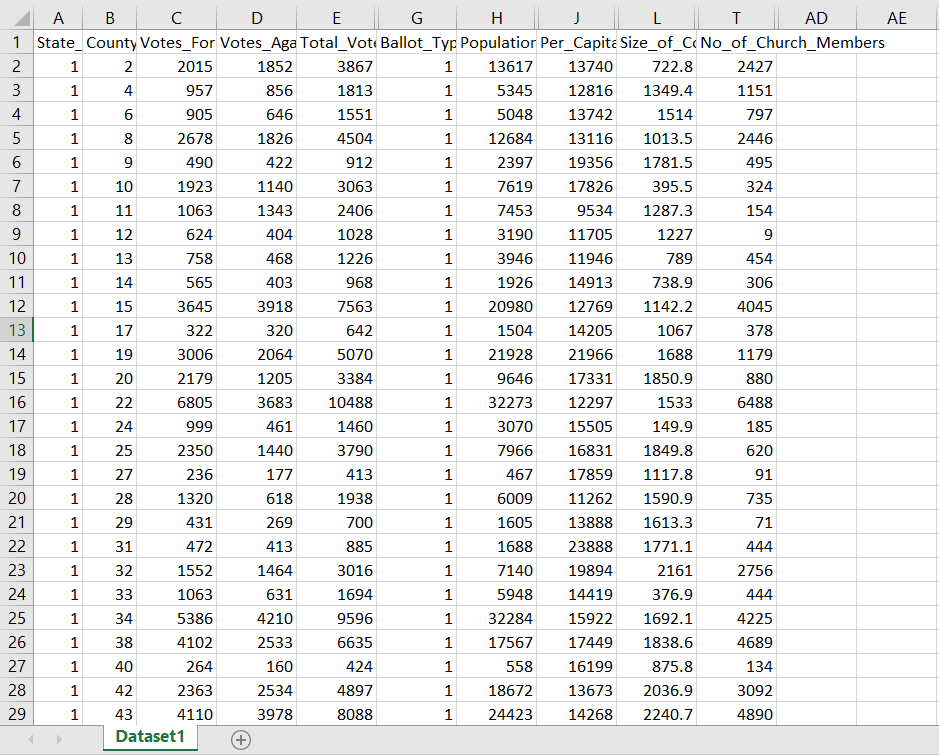 A B C D E G H J L T AD AE
1 State_ County Votes_For Votes_Aga Total_Vote Ballot_Typ Population Per_Capita Size_of_Co No_of_Church_Members
2 1 2 2015 1852 3867 1 13617 13740 722.8 2427
3 1 4 957 856 1813 1 5345 12816 1349.4 1151
4 1 6 905 646 1551 1 5048 13742 1514 797
5 1 8 2678 1826 4504 1 12684 13116 1013.5 2446
6 1 9 490 422 912 1 2397 19356 1781.5 495
7 1 10 1923 1140 3063 1 7619 17826 395.5 324
8 1 11 1063 1343 2406 1 7453 9534 1287.3 154
9 1 12 624 404 1028 1 3190 11705 1227 9
10 1 13 758 468 1226 1 3946 11946 789 454
11 1 14 565 403 968 1 1926 14913 738.9 306
12 1 15 3645 3918 7563 1 20980 12769 1142.2 4045
13 1 17 322 320 642 1 1504 14205 1067 378
14 1 19 3006 2064 5070 1 21928 21966 1688 1179
15 1 20 2179 1205 3384 1 9646 17331 1850.9 880
16 1 22 6805 3683 10488 1 32273 12297 1533 6488
17 1 24 999 461 1460 1 3070 15505 149.9 185
18 1 25 2350 1440 3790 1 7966 16831 1849.8 620
19 1 27 236 177 413 1 467 17859 1117.8 91
20 1 28 1320 618 1938 1 6009 11262 1590.9 735
21 1 29 431 269 700 1 1605 13888 1613.3 71
22 1 31 472 413 885 1 1688 23888 1771.1 444
23 1 32 1552 1464 3016 1 7140 19894 2161 2756
24 1 33 1063 631 1694 1 5948 14419 376.9 444
25 1 34 5386 4210 9596 1 32284 15922 1692.1 4225
26 1 38 4102 2533 6635 1 17567 17449 1838.6 4689
27 1 40 264 160 424 1 558 16199 875.8 134
28 1 42 2363 2534 4897 1 18672 13673 2036.9 3092
29 1 43 4110 3978 8088 1 24423 14268 2240.7 4890
Dataset1